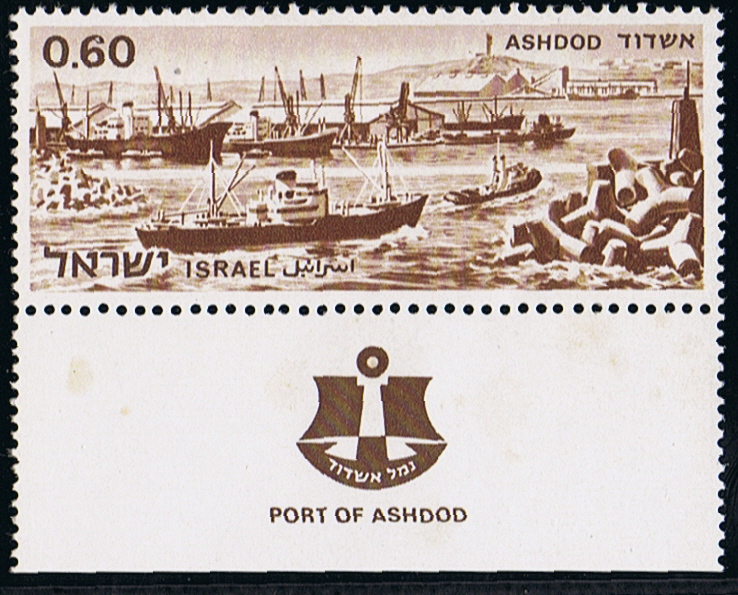 0.60
ASHDOD אשדוד
ישראל ISRAEL اسرائيل
נמל אשדוד
PORT OF ASHDOD